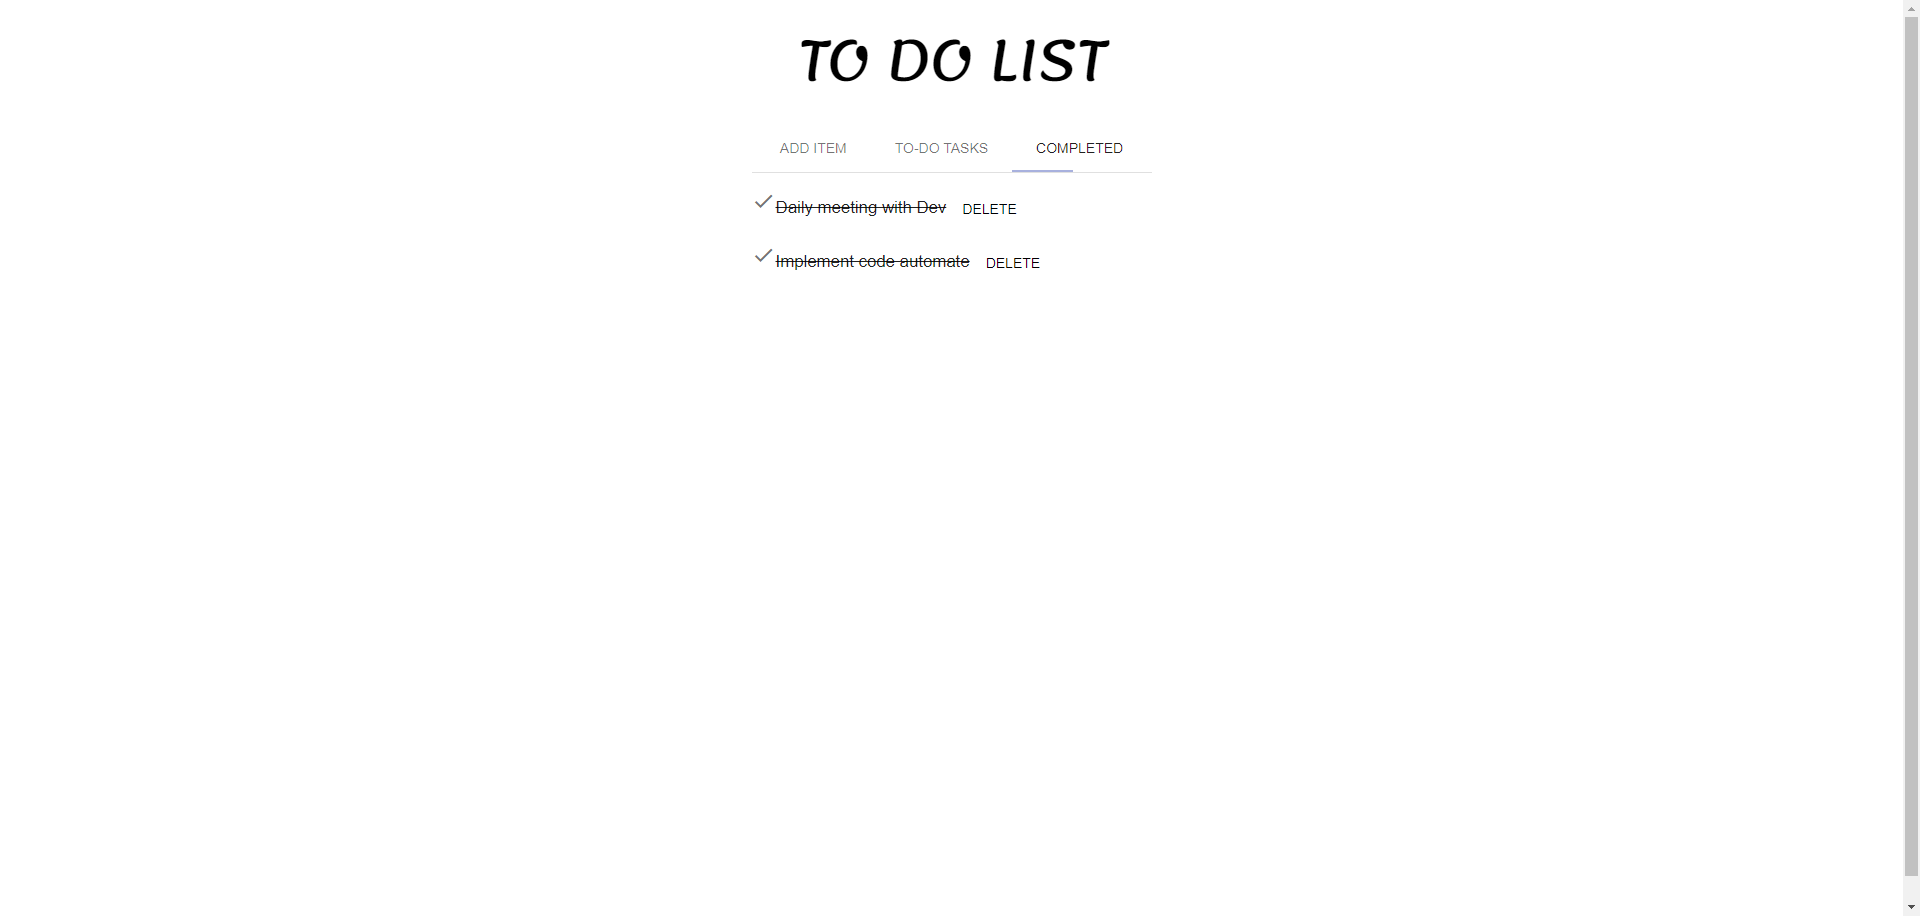 TO DO LIST
ADD ITEM TO-DO TASKS COMPLETED
Daily meeting with Dev DELETE
Implement code automate DELETE